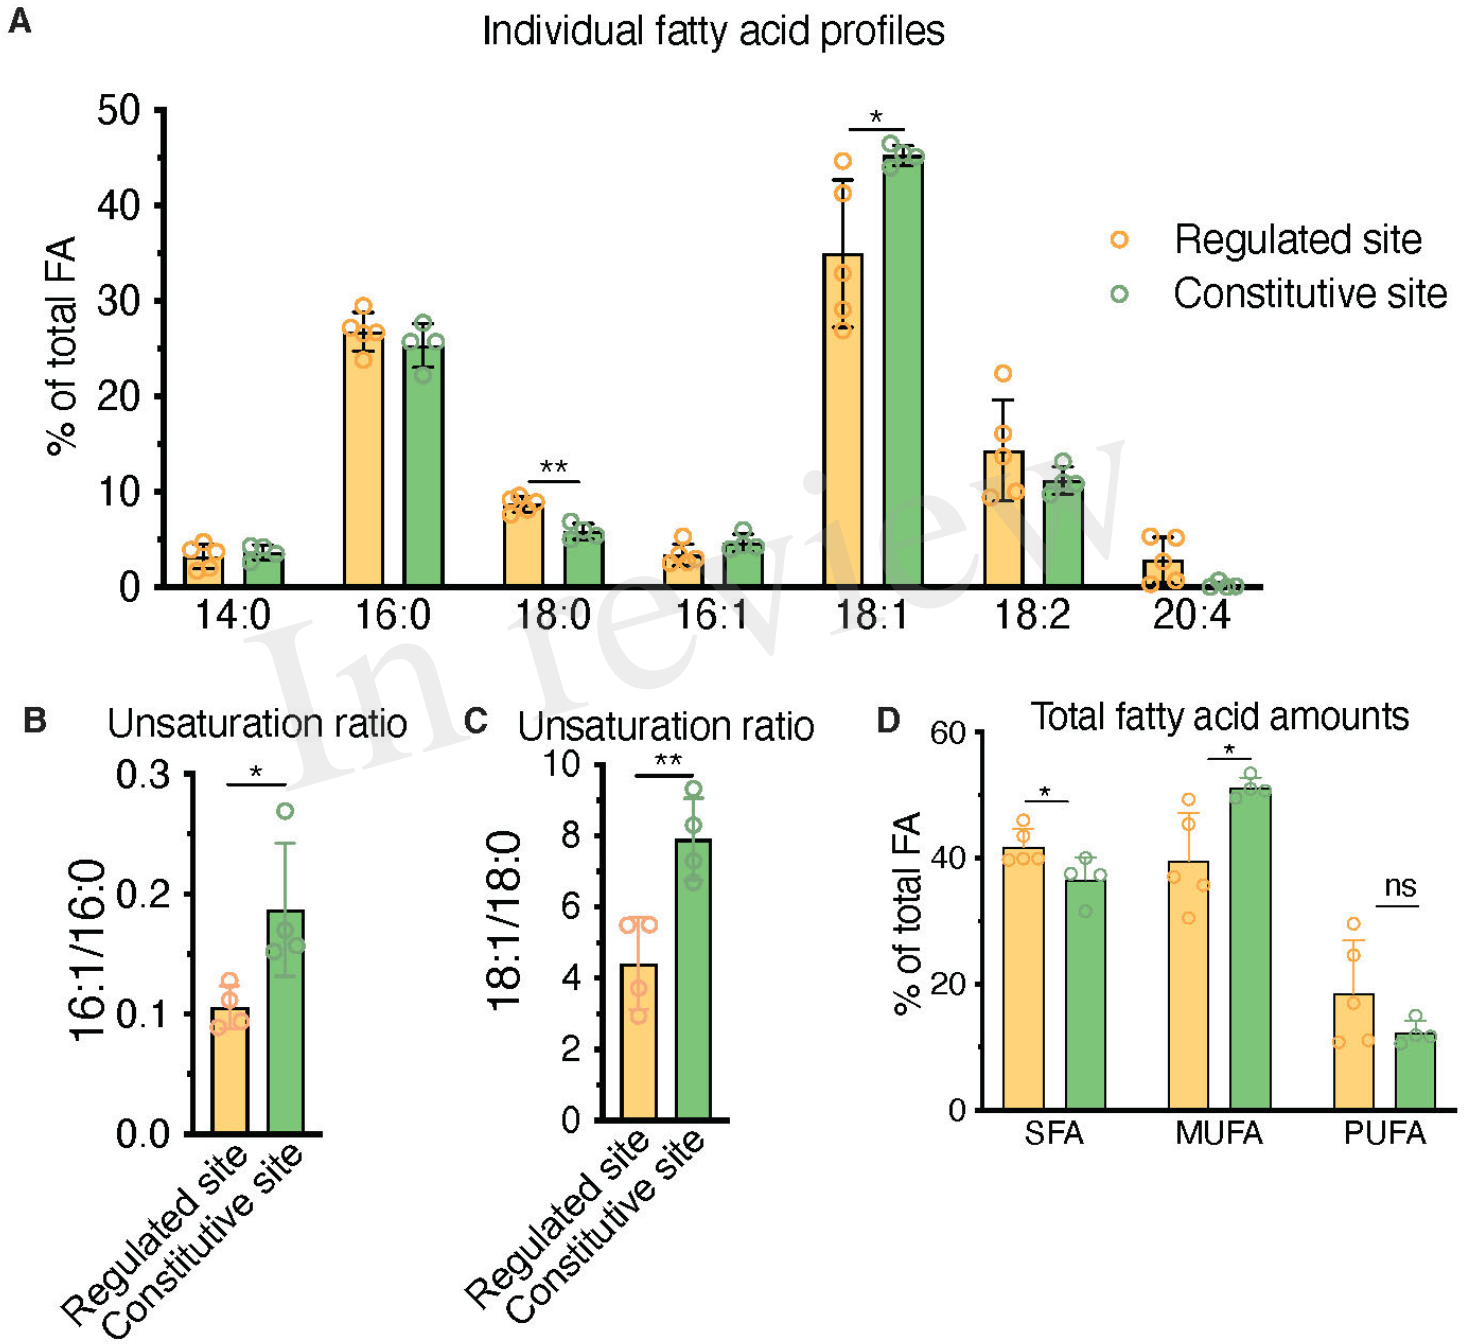 A
Individual fatty acid profiles
50
40
30
20
10
0
% of total FA
*
**
Regulated site
Constitutive site
14:0 16:0 18:0 16:1 18:1 18:2 20:4
In review
B Unsaturation ratio
0.3
0.2
0.1
0.0
16:1/16:0
*
Regulated site
Constitutive site
C Unsaturation ratio
10
8
6
4
2
0
18:1/18:0
**
Regulated site
Constitutive site
D Total fatty acid amounts
60
40
20
0
% of total FA
*
*
ns
SFA MUFA PUFA